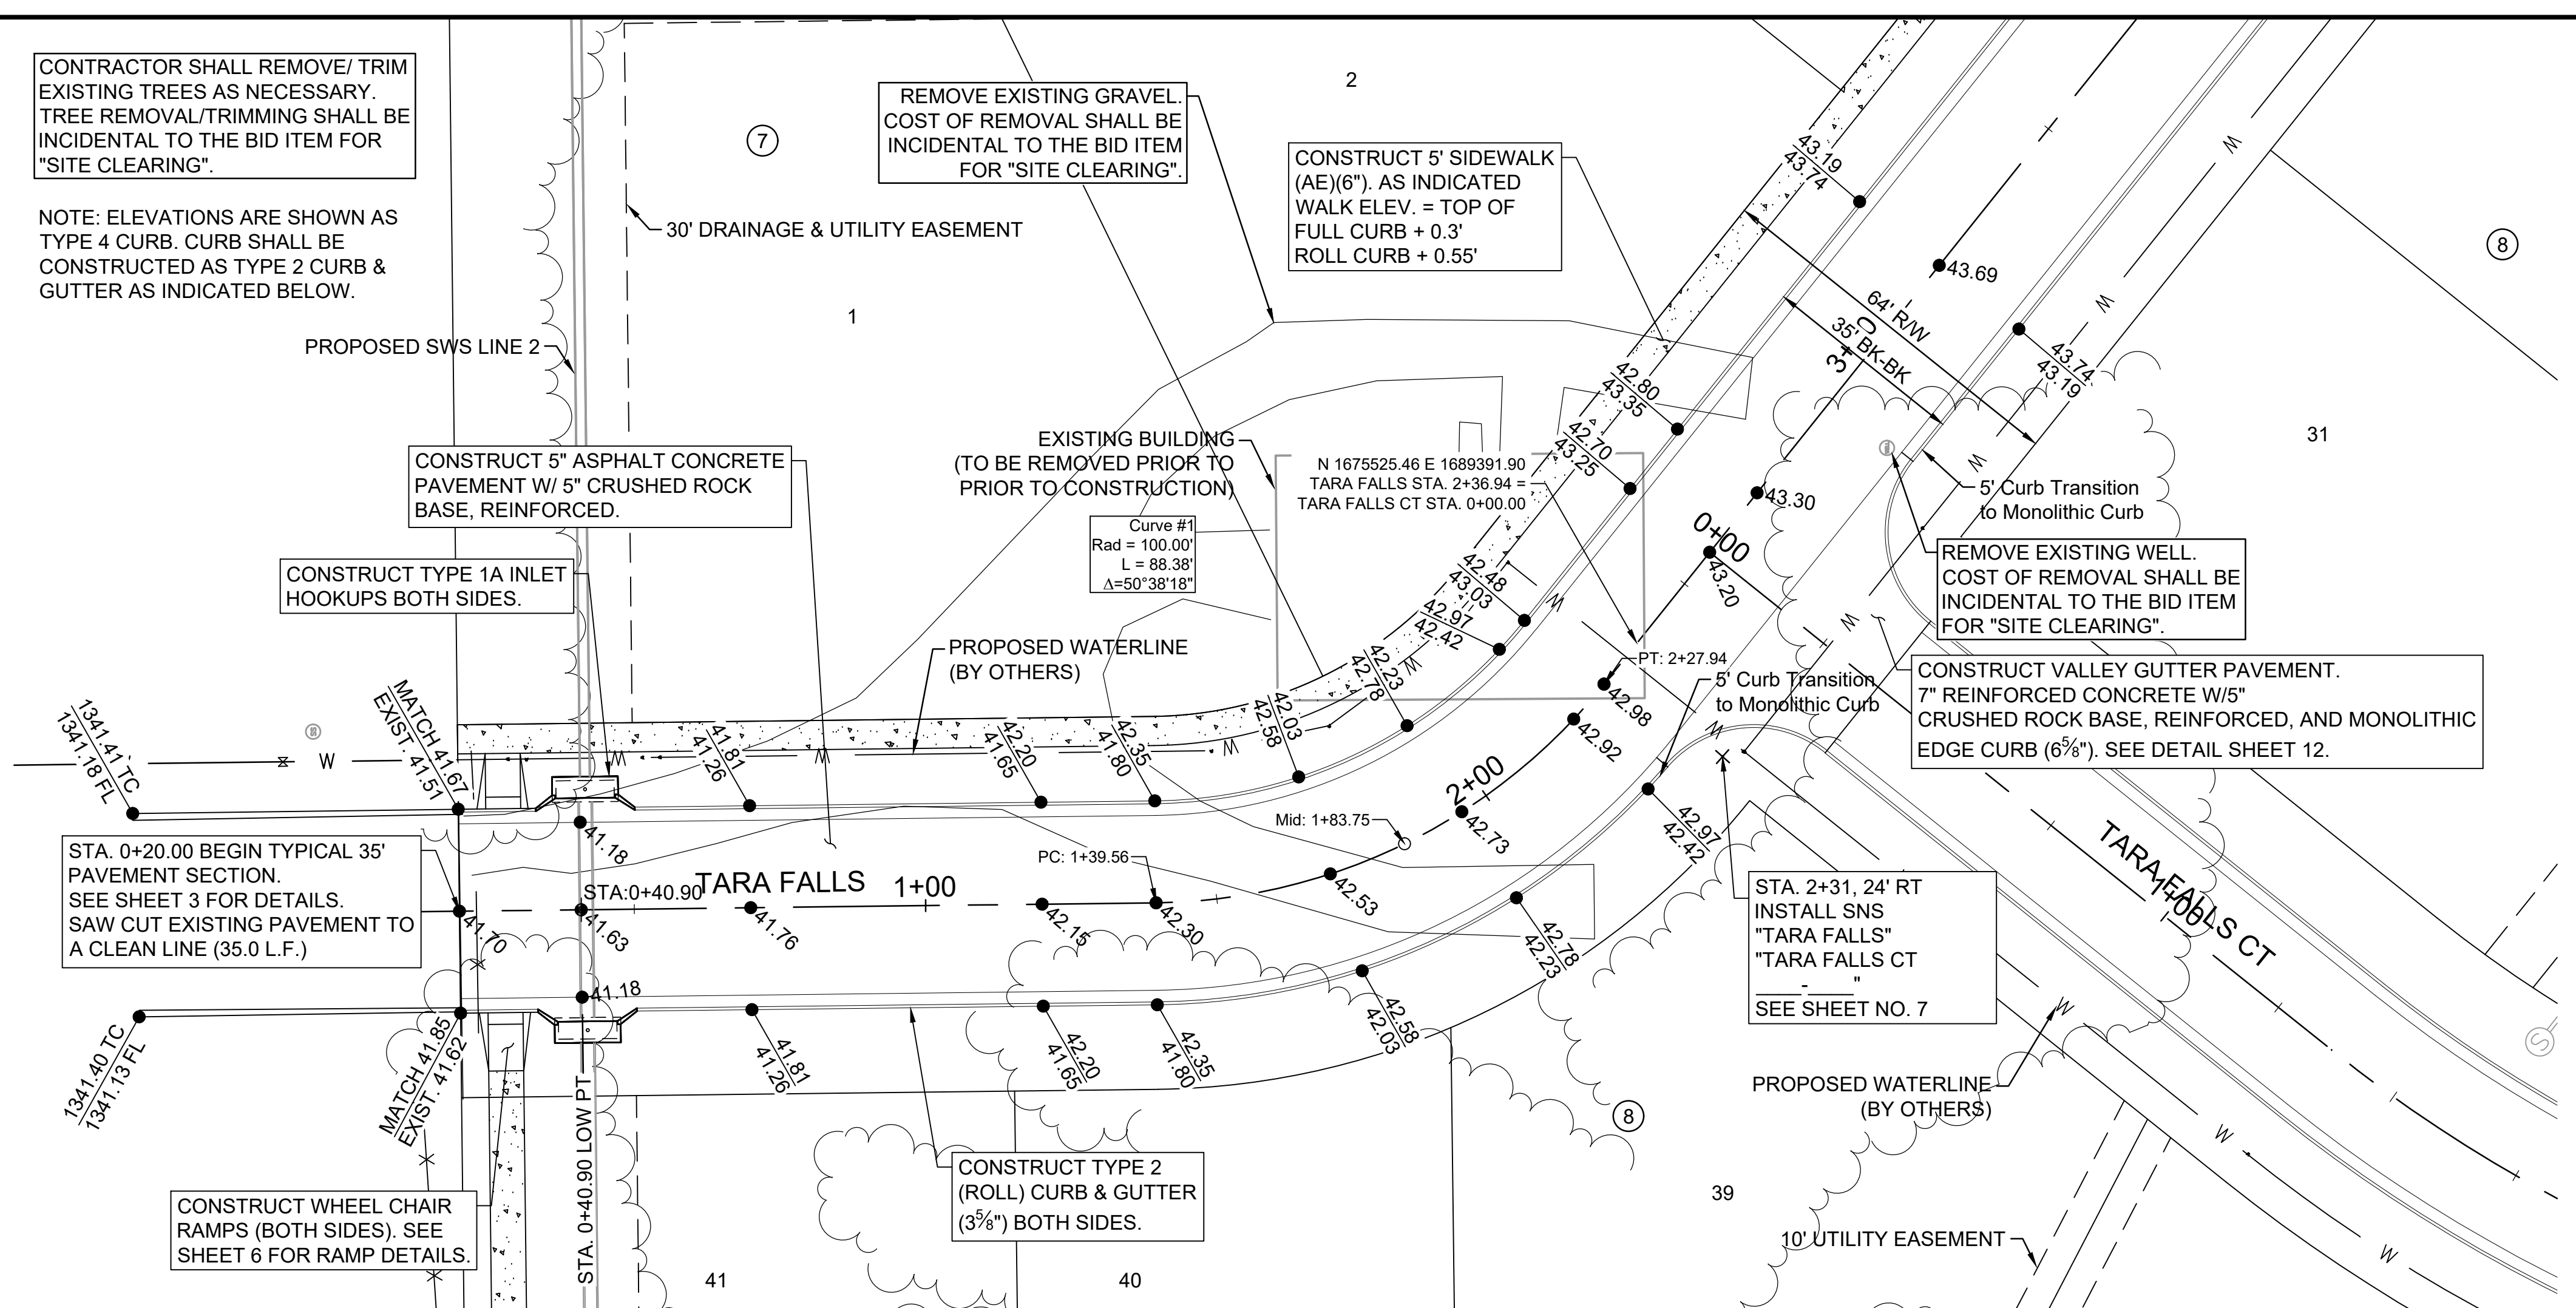 CONTRACTOR SHALL REMOVE/ TRIM
EXISTING TREES AS NECESSARY.
TREE REMOVAL/TRIMMING SHALL BE
INCIDENTAL TO THE BID ITEM FOR
"SITE CLEARING".
NOTE: ELEVATIONS ARE SHOWN AS
TYPE 4 CURB. CURB SHALL BE
CONSTRUCTED AS TYPE 2 CURB &
GUTTER AS INDICATED BELOW.
PROPOSED SWS LINE 2
7
30' DRAINAGE & UTILITY EASEMENT
REMOVE EXISTING GRAVEL.
COST OF REMOVAL SHALL BE
INCIDENTAL TO THE BID ITEM
FOR "SITE CLEARING".
2
CONSTRUCT 5' SIDEWALK
(AE)(6"). AS INDICATED
WALK ELEV. = TOP OF
FULL CURB + 0.3'
ROLL CURB + 0.55'
1
43.19
43.74
43.69
64' R/W
35' BK-BK
3+0
43.74
43.19
W
W
W
8
31
42.80
43.35
42.70
43.25
43.30
EXISTING BUILDING
(TO BE REMOVED PRIOR TO
PRIOR TO CONSTRUCTION)
N 1675525.46 E 1689391.90
TARA FALLS STA. 2+36.94 =
TARA FALLS CT STA. 0+00.00
Curve #1
Rad = 100.00'
L = 88.38'
Δ=50°38'18"
CONSTRUCT 5" ASPHALT CONCRETE
PAVEMENT W/ 5" CRUSHED ROCK
BASE, REINFORCED.
CONSTRUCT TYPE 1A INLET
HOOKUPS BOTH SIDES.
5' Curb Transition
to Monolithic Curb
REMOVE EXISTING WELL.
COST OF REMOVAL SHALL BE
INCIDENTAL TO THE BID ITEM
FOR "SITE CLEARING".
0+00
43.20
42.48
43.03
42.97
42.42
W
W
W
PROPOSED WATERLINE
(BY OTHERS)
42.23
42.78
42.03
42.58
PT: 2+27.94
42.98
5' Curb Transition
to Monolithic Curb
W
CONSTRUCT VALLEY GUTTER PAVEMENT.
7" REINFORCED CONCRETE W/5"
CRUSHED ROCK BASE, REINFORCED, AND MONOLITHIC
EDGE CURB (6⅝"). SEE DETAIL SHEET 12.
1341.41 TC
1341.18 FL
W
MATCH 41.67
EXIST 41.51
W
41.81
41.26
W
42.20
41.65
42.35
41.80
W
42.92
2+00
42.73
Mid: 1+83.75
PC: 1+39.56
42.53
42.97
42.42
STA. 0+20.00 BEGIN TYPICAL 35'
PAVEMENT SECTION.
SEE SHEET 3 FOR DETAILS.
SAW CUT EXISTING PAVEMENT TO
A CLEAN LINE (35.0 L.F.)
41.18
STA:0+40.90
TARA FALLS
1+00
41.70
41.63
41.76
42.15
42.30
41.18
STA. 2+31, 24' RT
INSTALL SNS
"TARA FALLS"
"TARA FALLS CT
____-____"
SEE SHEET NO. 7
TARA FALLS CT
1+00
42.78
42.23
1341.40 TC
1341.13 FL
MATCH 41.85
EXIST. 41.62
41.81
41.26
42.20
41.65
42.35
41.80
42.58
42.03
W
S
PROPOSED WATERLINE
(BY OTHERS)
8
W
W
STA. 0+40.90 LOW PT
CONSTRUCT WHEEL CHAIR
RAMPS (BOTH SIDES). SEE
SHEET 6 FOR RAMP DETAILS.
CONSTRUCT TYPE 2
(ROLL) CURB & GUTTER
(3⅝") BOTH SIDES.
39
10' UTILITY EASEMENT
41
40